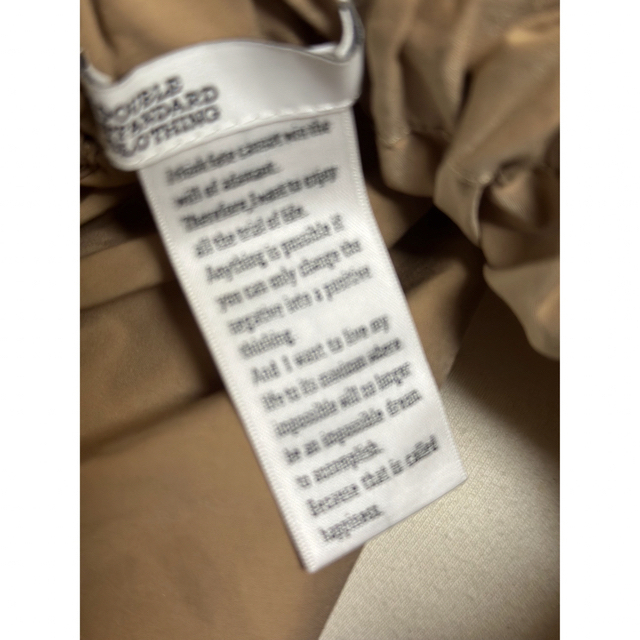 DOUBLE
STANDARD
CLOTHING
I think fate cannot win the
will of adamant.
Therefore, I want to enjoy
all the trial of life.
Anything is possible if
you can only change the
negative into a positive
thinking.
And I want to live my
life to its maximum where
impossible will no longer
be an impossible dream
to accomplish.
Because that is called
happiness.